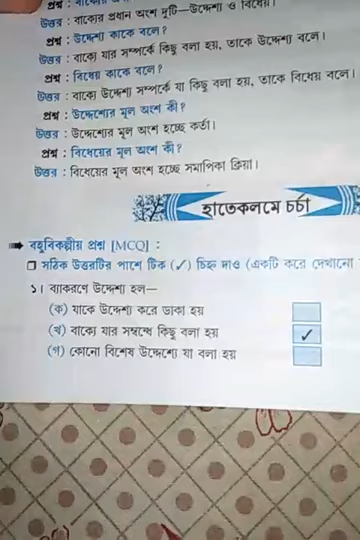 উত্তর : বাক্যের প্রধান অংশ দুটি—উদ্দেশ্য ও বিধেয়।
প্রশ্ন : উদ্দেশ্য কাকে বলে?
উত্তর : বাক্যে যার সম্পর্কে কিছু বলা হয়, তাকে উদ্দেশ্য বলে।
প্রশ্ন : বিধেয় কাকে বলে?
উত্তর : বাক্যে উদ্দেশ্য সম্পর্কে যা কিছু বলা হয়, তাকে বিধেয় বলে।
প্রশ্ন : উদ্দেশ্যের মূল অংশ কী?
উত্তর : উদ্দেশ্যের মূল অংশ হচ্ছে কর্তা।
প্রশ্ন : বিধেয়ের মূল অংশ কী?
উত্তর : বিধেয়ের মূল অংশ হচ্ছে সমাপিকা ক্রিয়া।
হাতেকলমে চর্চা
বহুবিকল্পীয় প্রশ্ন [MCQ] :
সঠিক উত্তরটির পাশে টিক (✓) চিহ্ন দাও (একটি করে দেখানো
১। ব্যাকরণে উদ্দেশ্য হল—
(ক) যাকে উদ্দেশ্য করে ডাকা হয়
(খ) বাক্যে যার সম্বন্ধে কিছু বলা হয় ✓
(গ) কোনো বিশেষ উদ্দেশ্যে যা বলা হয়